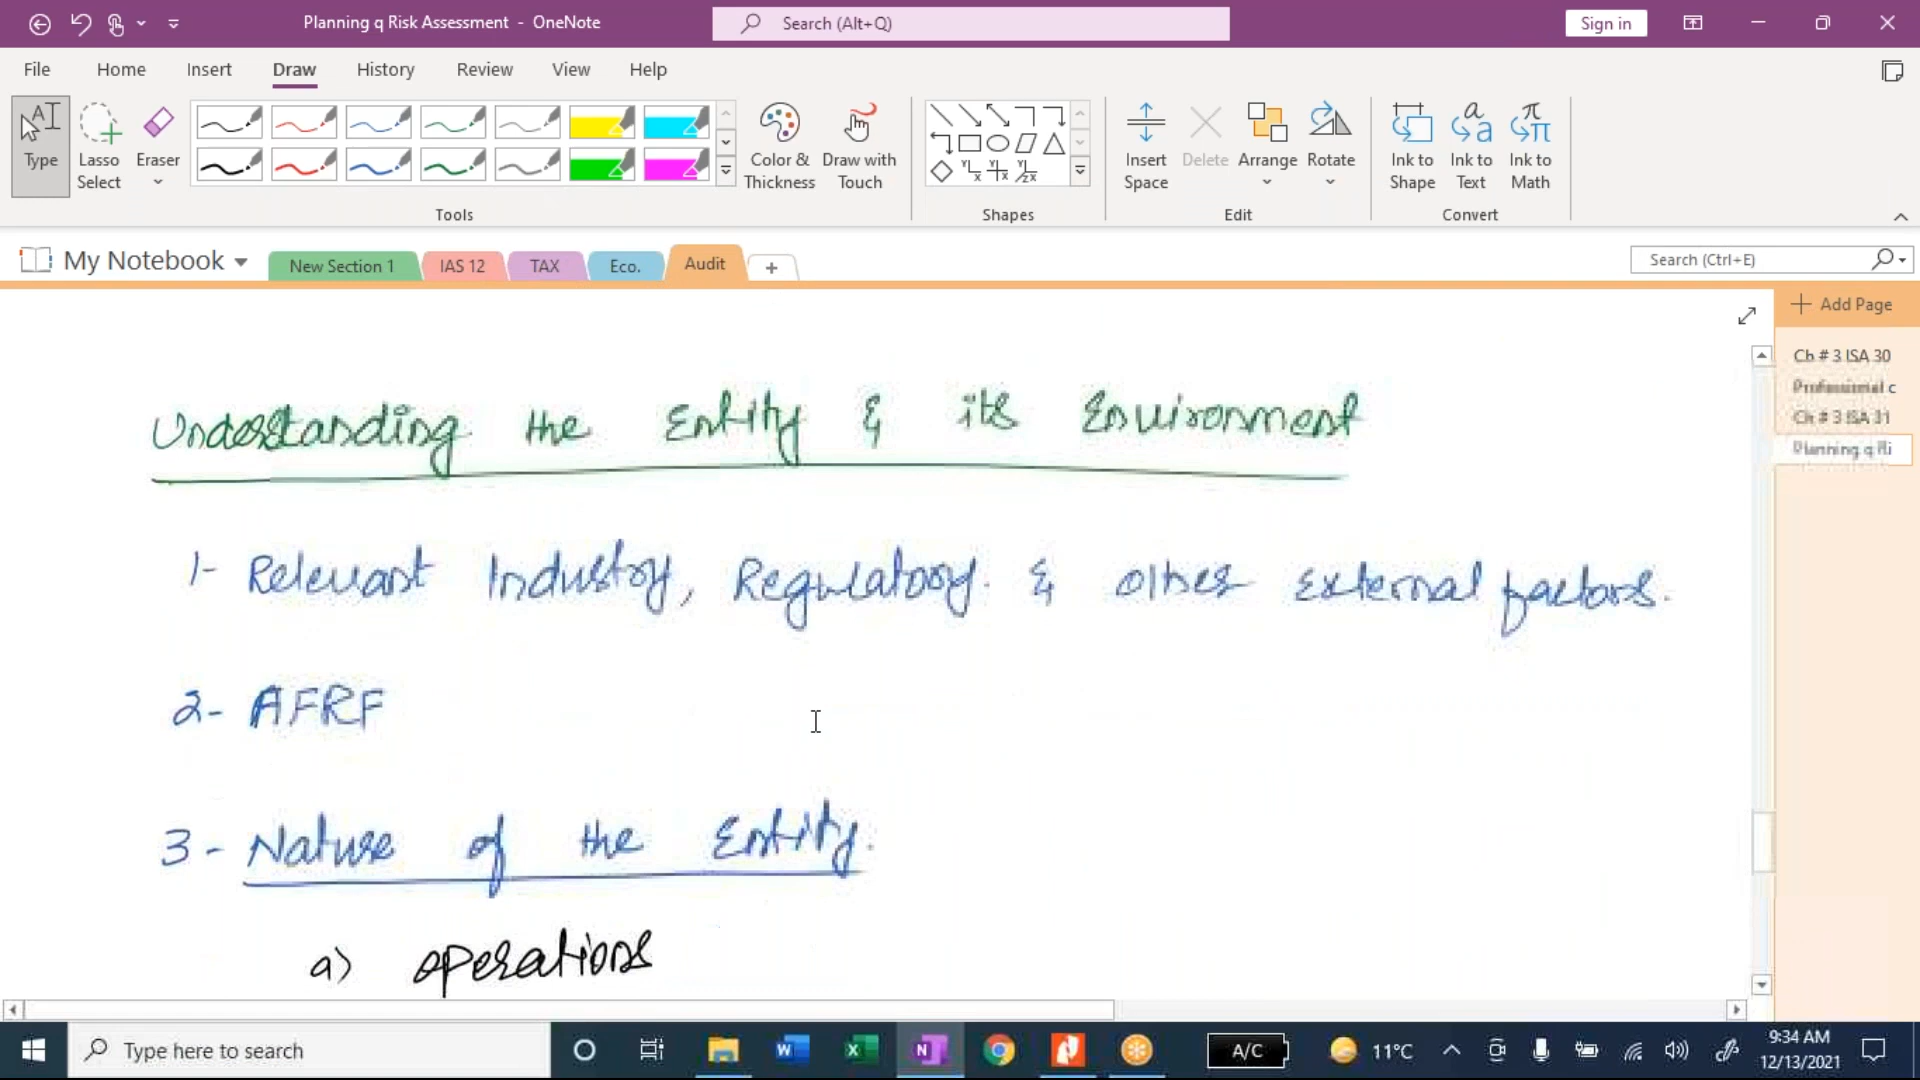 Planning q Risk Assessment - OneNote
Search (Alt+Q)
Sign in
File Home Insert Draw History Review View Help
Type
Lasso Select
Eraser
Color & Thickness
Draw with Touch
Insert Space
Delete
Arrange
Rotate
Ink to Shape
Ink to Text
Ink to Math
Tools Shapes Edit Convert
My Notebook New Section 1 IAS 12 TAX Eco. Audit
Search (Ctrl+E)
Add Page
Ch # 3 ISA 30
Professional c
Ch # 3 ISA 31
Planning q Ri
Understanding the Entity & its Environment
1- Relevant Industry, Regulatory & other External factors.
2- AFRF
3- Nature of the Entity.
a) operations
Type here to search
A/C
11°C
9:34 AM
12/13/2021